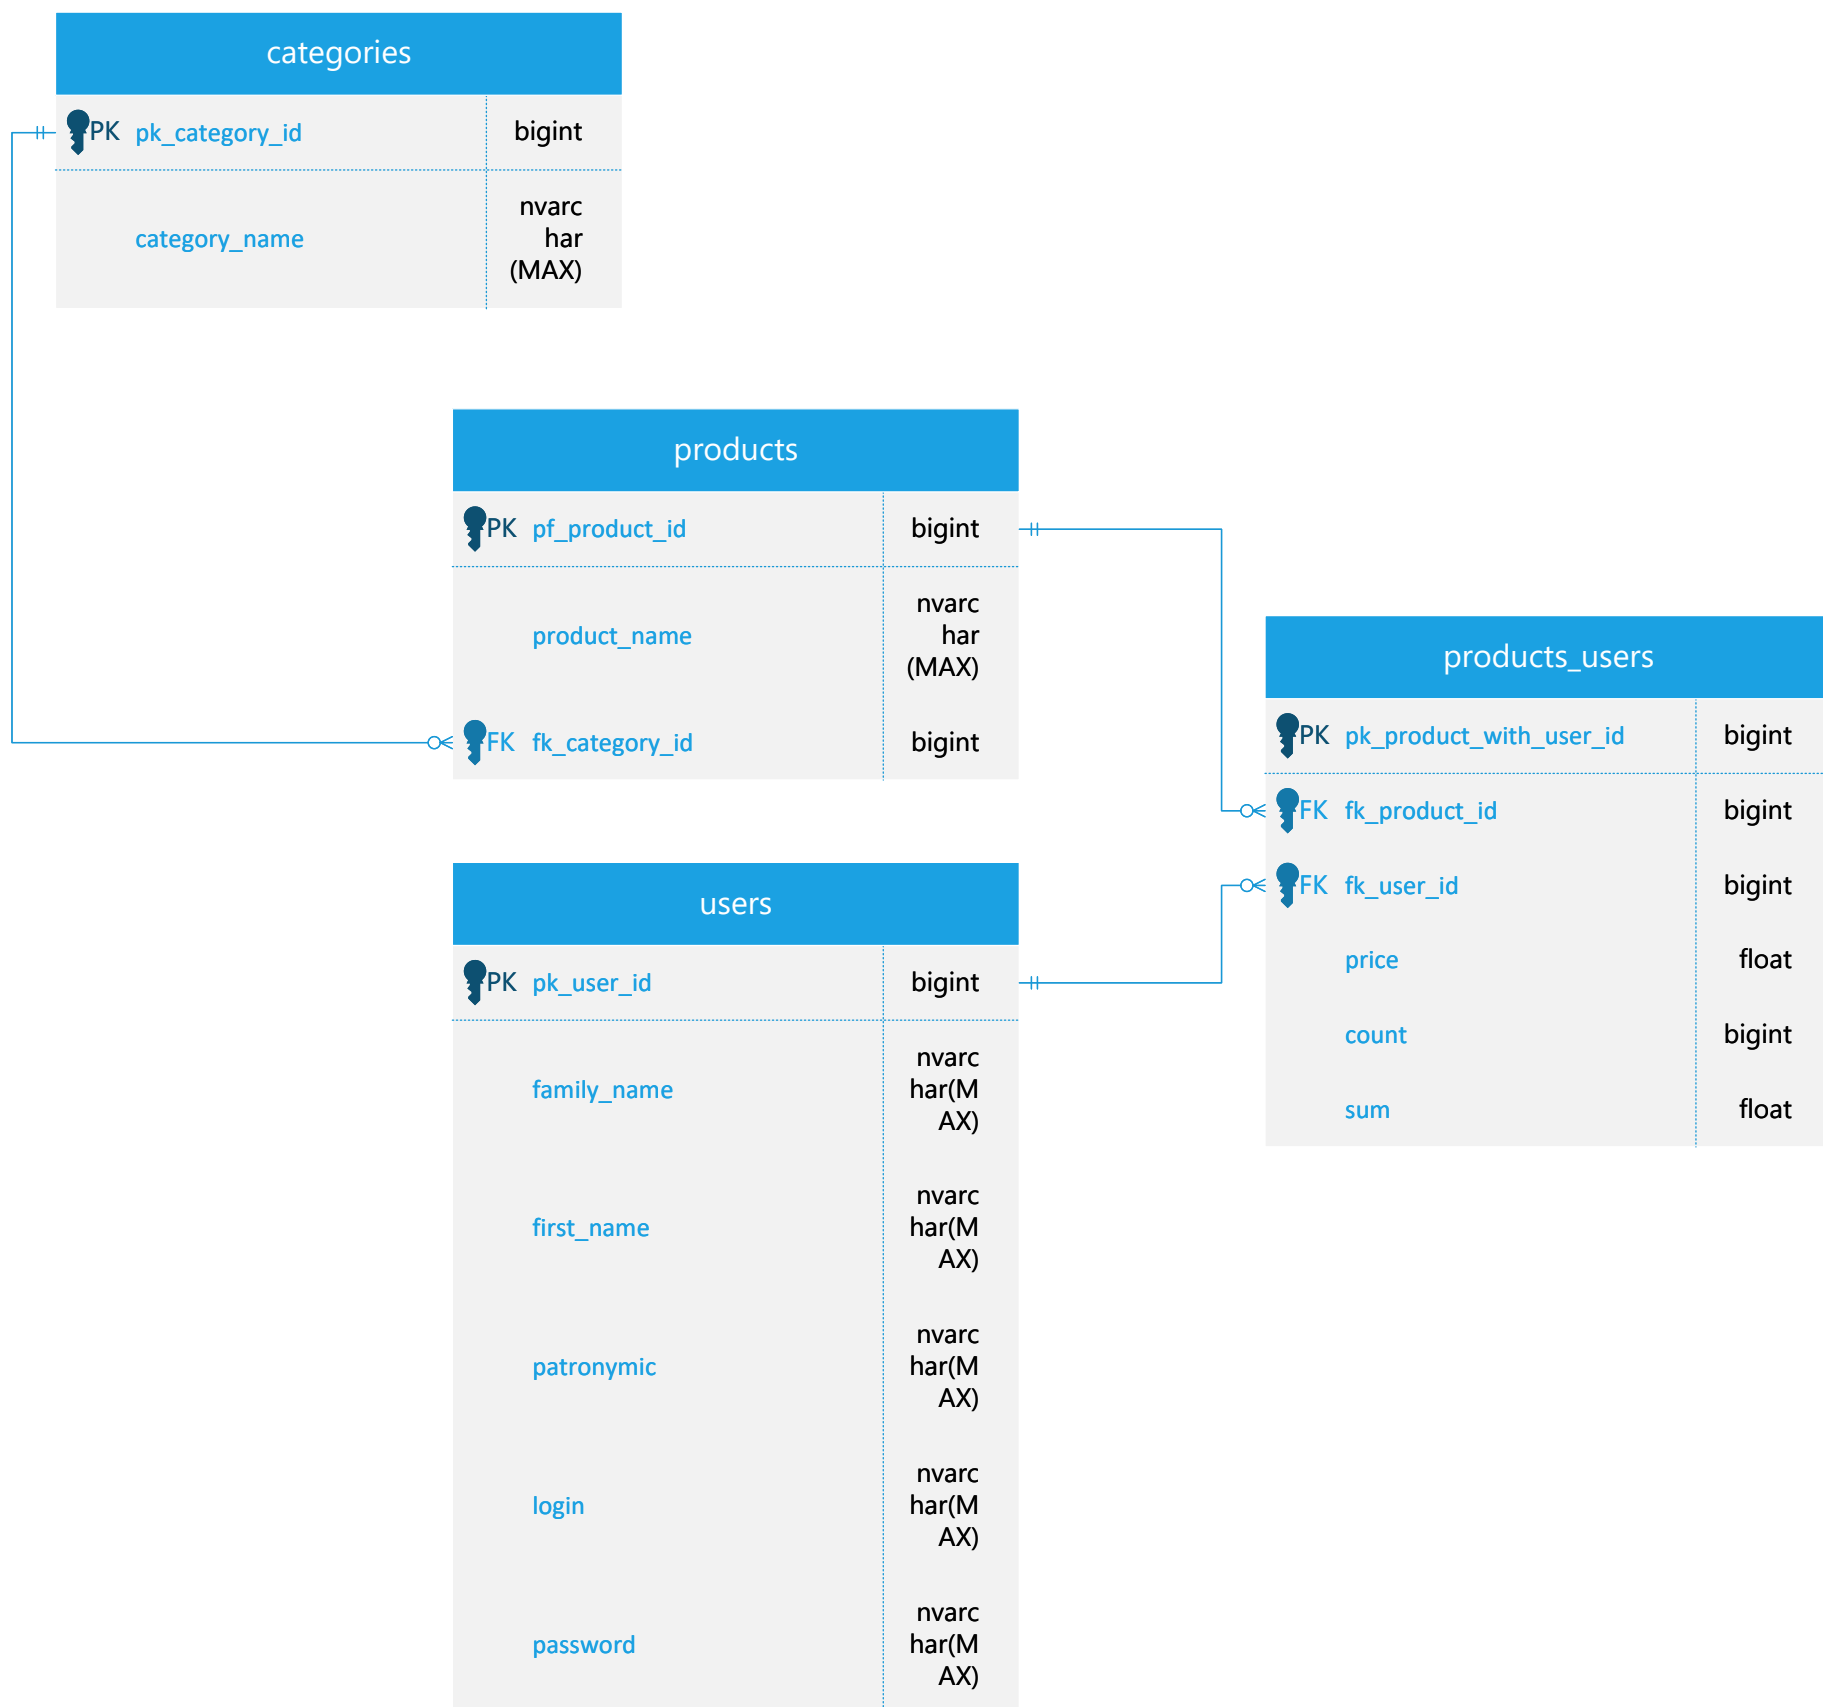 categories
PK pk_category_id bigint
category_name nvarc
har
(MAX)
products
PK pf_product_id bigint
product_name nvarc
har
(MAX)
FK fk_category_id bigint
products_users
PK pk_product_with_user_id bigint
FK fk_product_id bigint
FK fk_user_id bigint
price float
count bigint
sum float
users
PK pk_user_id bigint
family_name nvarc
har(M
AX)
first_name nvarc
har(M
AX)
patronymic nvarc
har(M
AX)
login nvarc
har(M
AX)
password nvarc
har(M
AX)